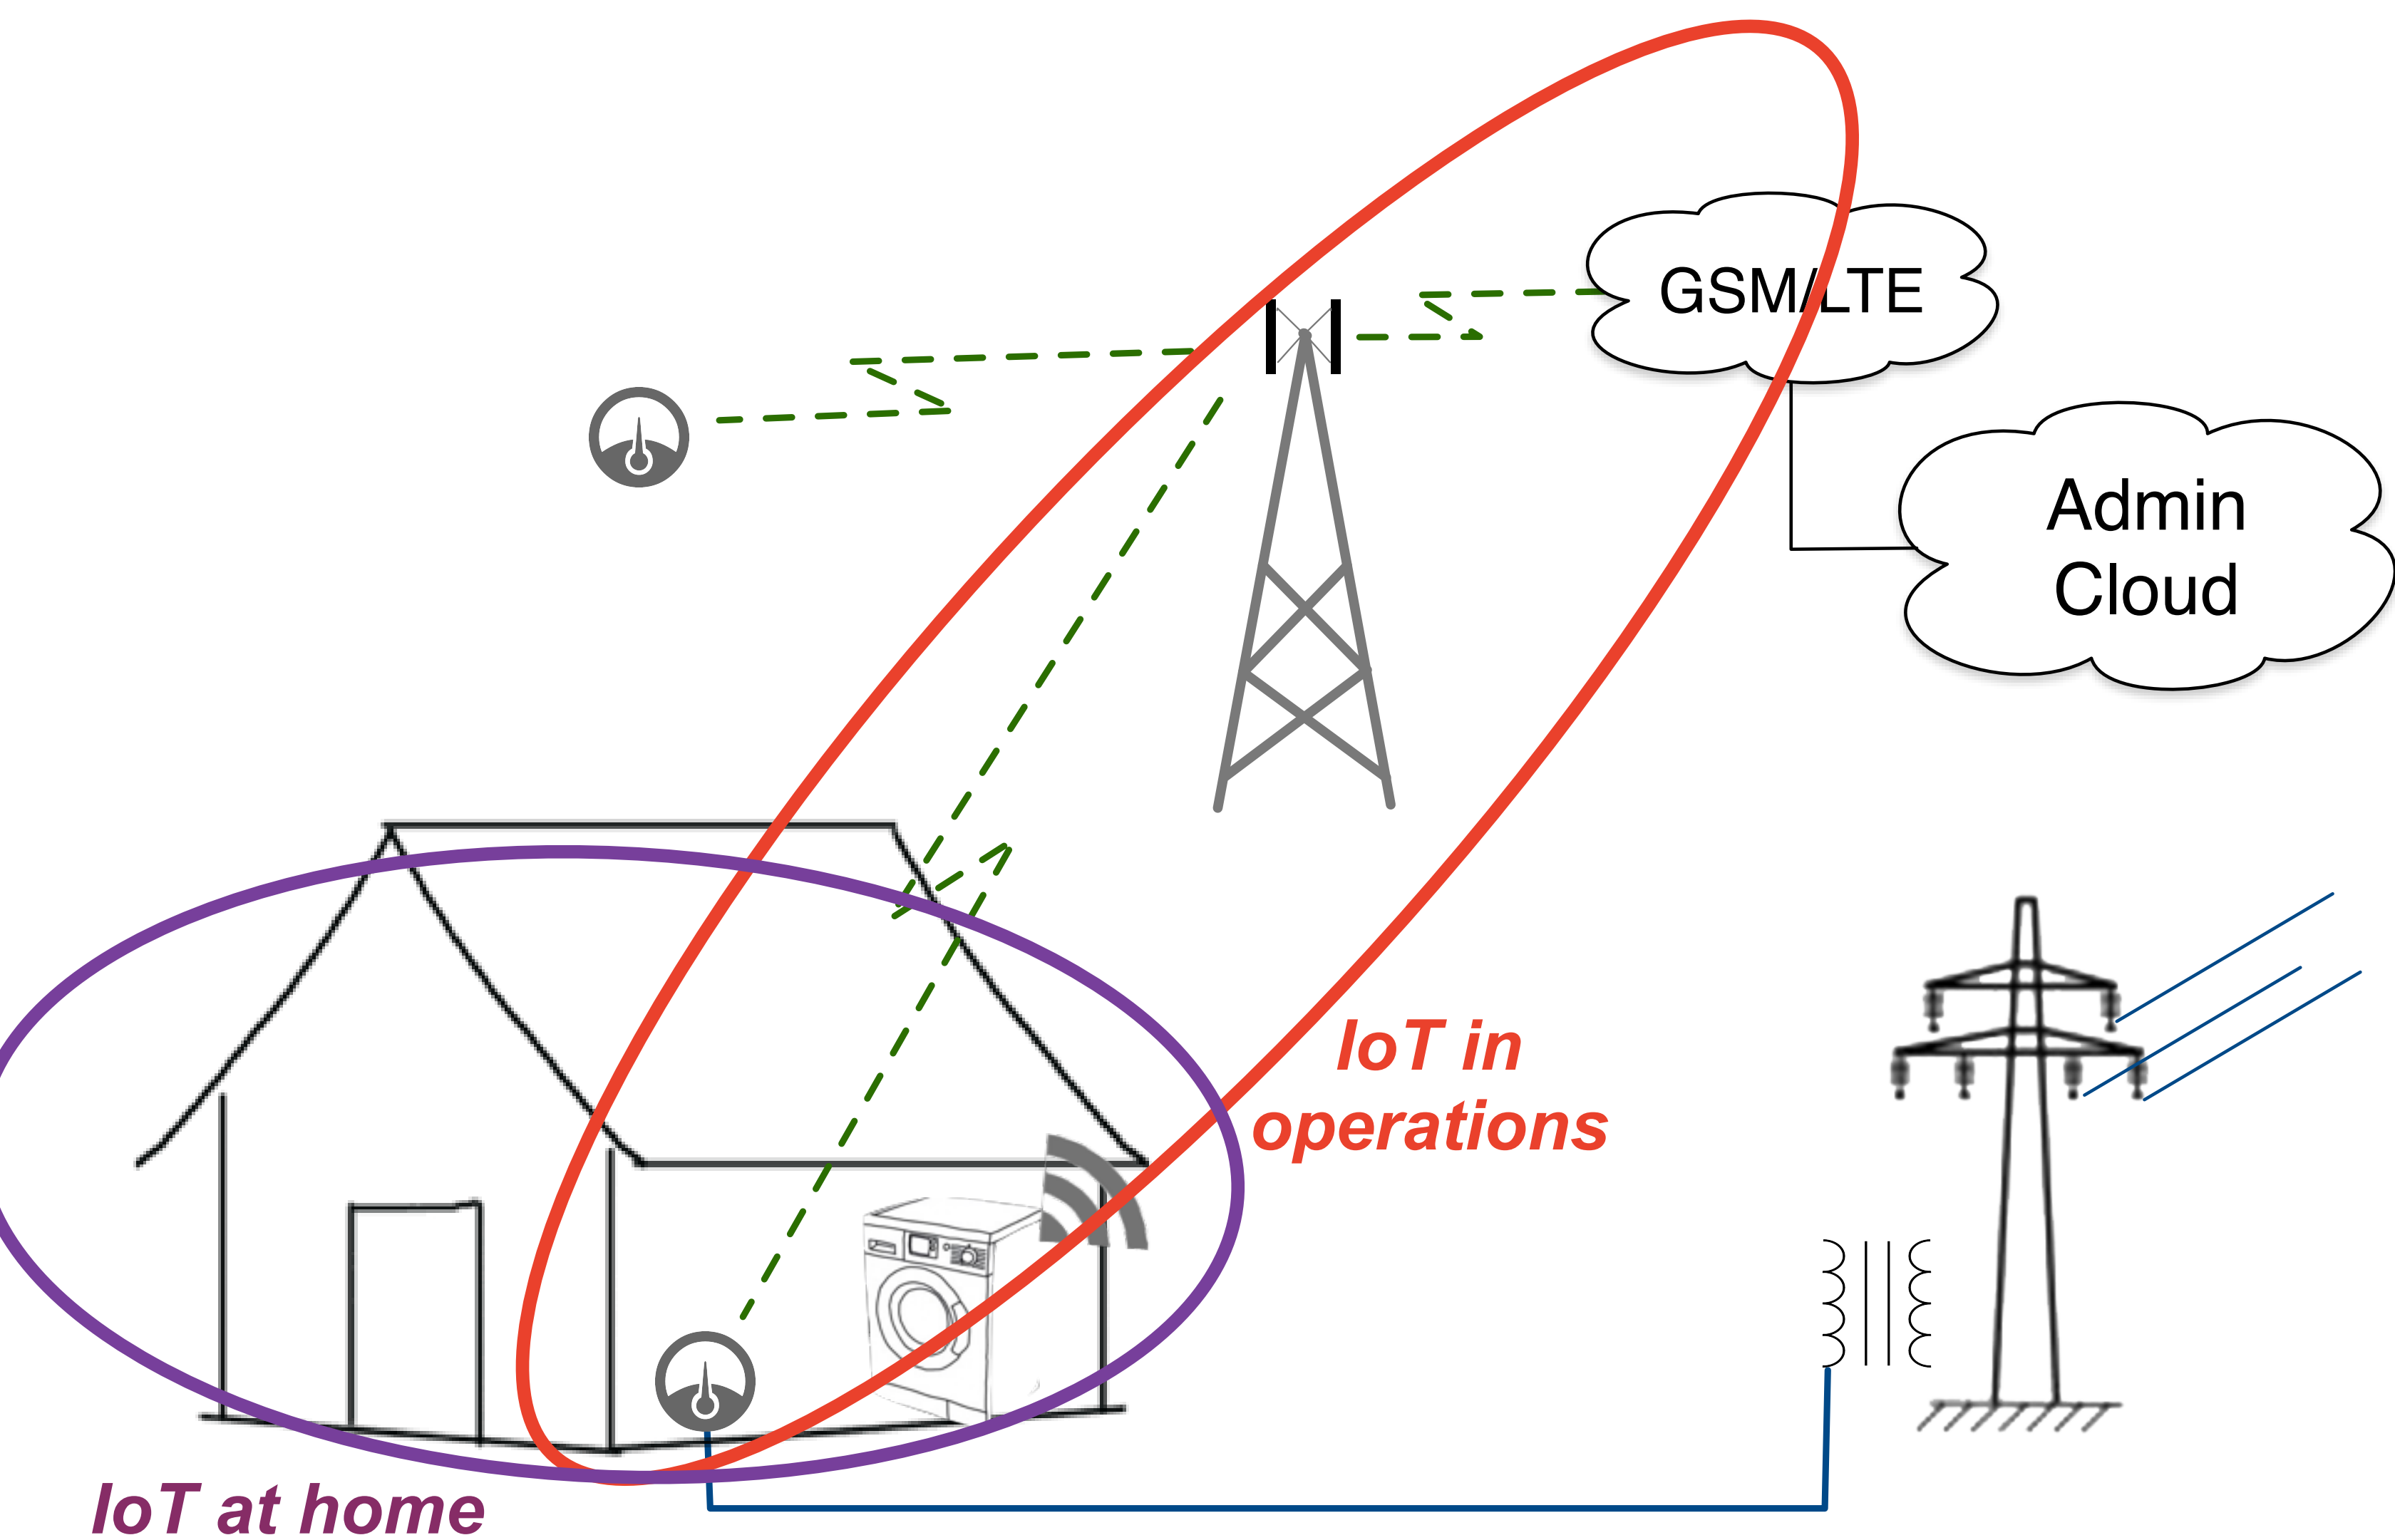 GSM/LTE
Admin
Cloud
IoT in
operations
IoT at home